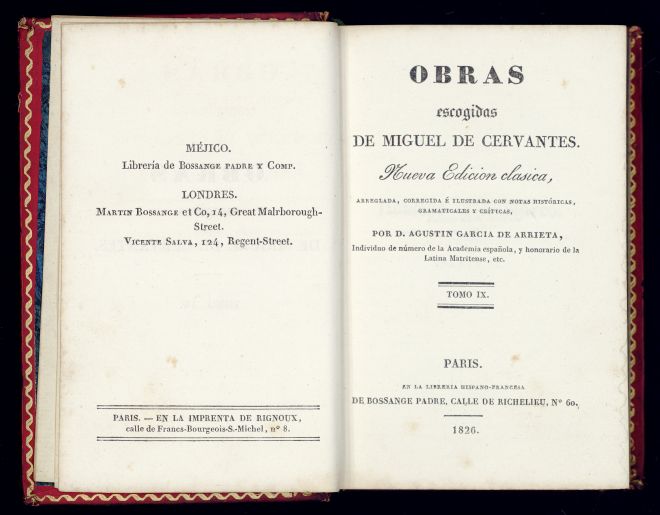 MÉJICO.
Librería de BOSSANGE PADRE Y COMP.
LONDRES.
MARTIN BOSSANGE et Co, 14, Great Malrborough-
Street.
VICENTE SALVA, 124, Regent-Street.
PARIS. — EN LA IMPRENTA DE RIGNOUX,
calle de Francs-Bourgeois-S.-Michel, nº 8.
OBRAS
escogidas
DE MIGUEL DE CERVANTES.
Nueva Edicion clasica,
ARREGLADA, CORREGIDA É ILUSTRADA CON NOTAS HISTÓRICAS,
GRAMATICALES Y CRÍTICAS,
POR D. AGUSTIN GARCIA DE ARRIETA,
Individuo de número de la Academia española, y honorario de la
Latina Matritense, etc.
TOMO IX.
PARIS.
EN LA LIBRERIA HISPANO-FRANCESA
DE BOSSANGE PADRE, CALLE DE RICHELIEU, Nº 60.
1826.